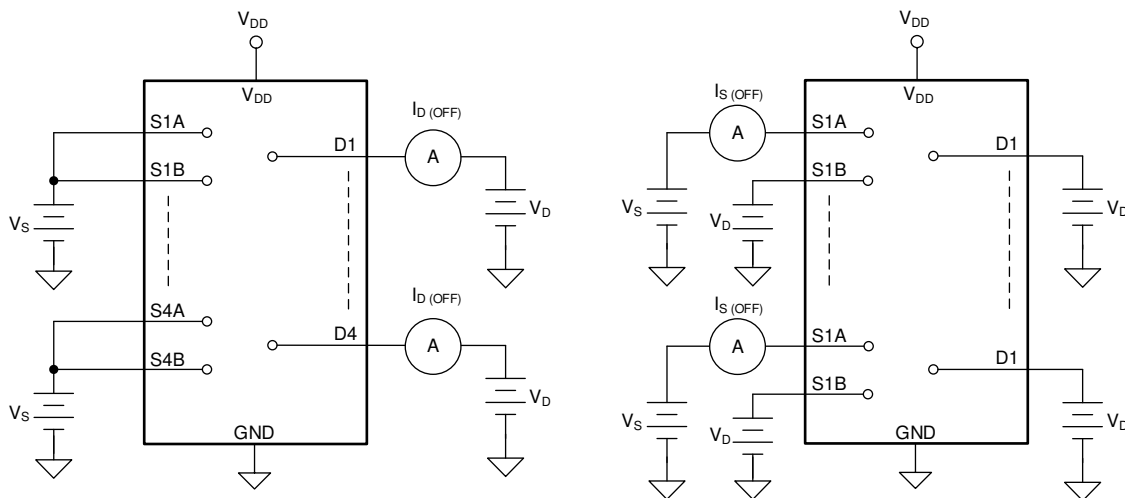 VDD
VDD
S1A
S1B
VS
D1
ID (OFF)
A
VD
S4A
S4B
VS
D4
ID (OFF)
A
VD
GND
VDD
VDD
IS (OFF)
A
S1A
S1B
VS
VD
D1
VD
IS (OFF)
A
S1A
S1B
VS
VD
D1
VD
GND